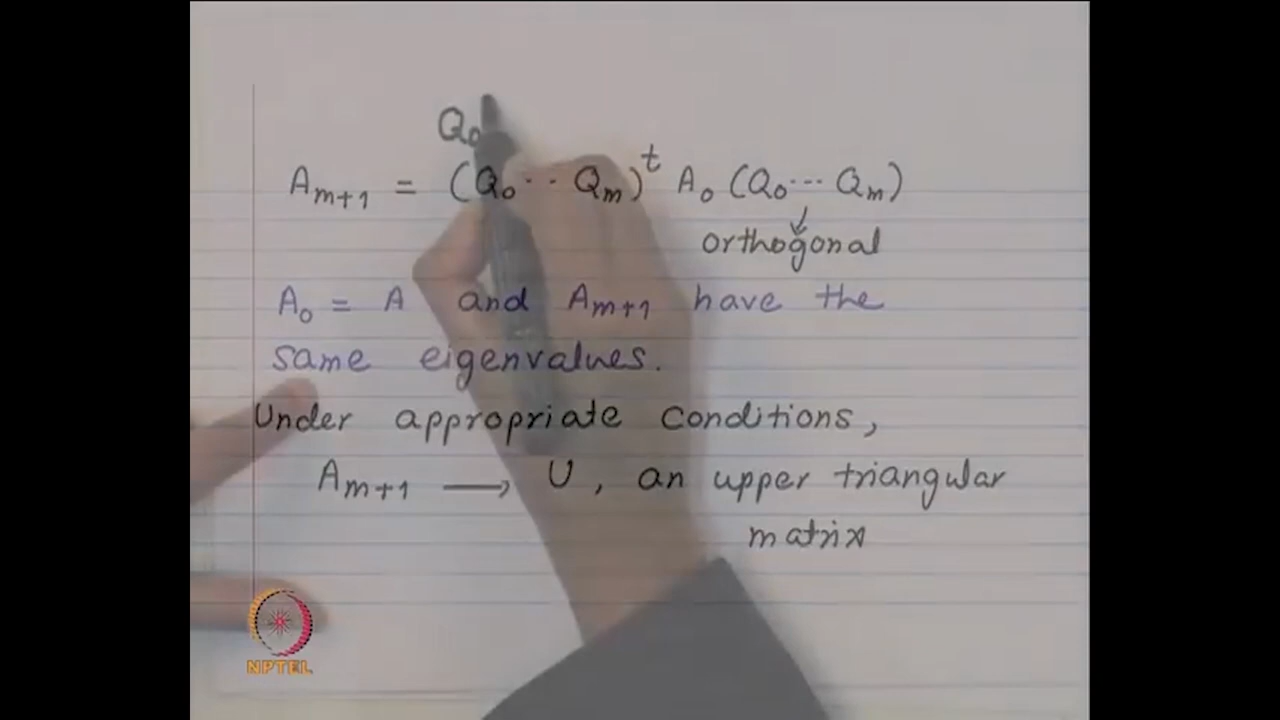 Q₀
Aₘ₊₁ = (Q₀ ·· Qₘ)ᵗ A₀ (Q₀ ··· Qₘ)
↓
orthogonal
A₀ = A and Aₘ₊₁ have the
same eigenvalues.
Under appropriate conditions,
Aₘ₊₁ ⟶ U, an upper triangular
matrix
NPTEL